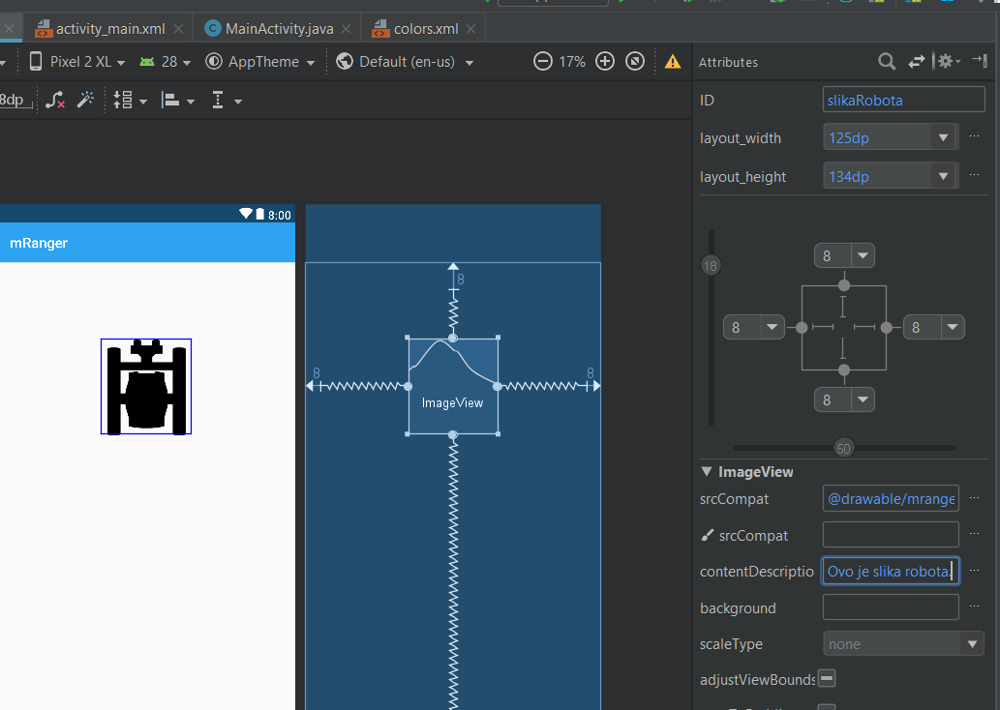 activity_main.xml MainActivity.java colors.xml
Pixel 2 XL 28 AppTheme Default (en-us) 17% Attributes
8dp
ID slikaRobota
layout_width 125dp
layout_height 134dp
8:00
mRanger
8
18
8
8
8
8
8
8
ImageView
50
ImageView
srcCompat @drawable/mrange
srcCompat
contentDescriptio Ovo je slika robota.
background
scaleType none
adjustViewBounds